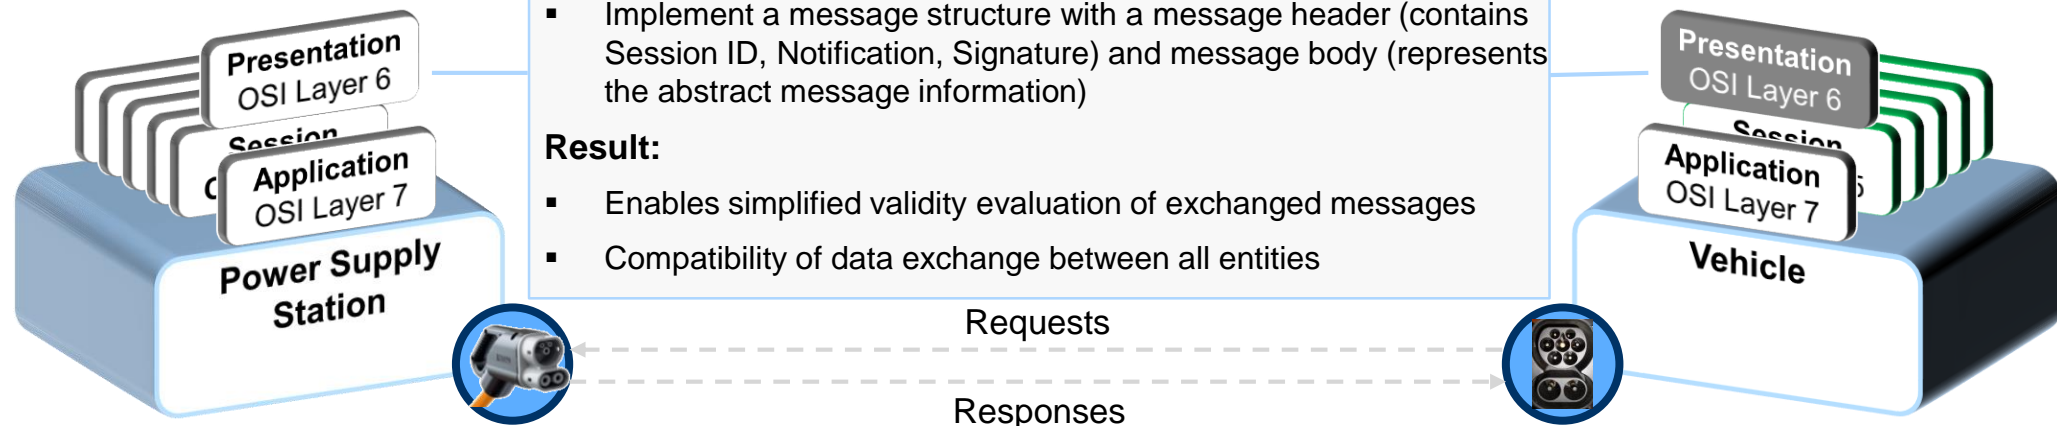 Presentation
OSI Layer 6
Session
Application
OSI Layer 7
Power Supply
Station
▪ Implement a message structure with a message header (contains
Session ID, Notification, Signature) and message body (represents
the abstract message information)
Result:
▪ Enables simplified validity evaluation of exchanged messages
▪ Compatibility of data exchange between all entities
Requests
Responses
Presentation
OSI Layer 6
Session
5
Application
OSI Layer 7
Vehicle